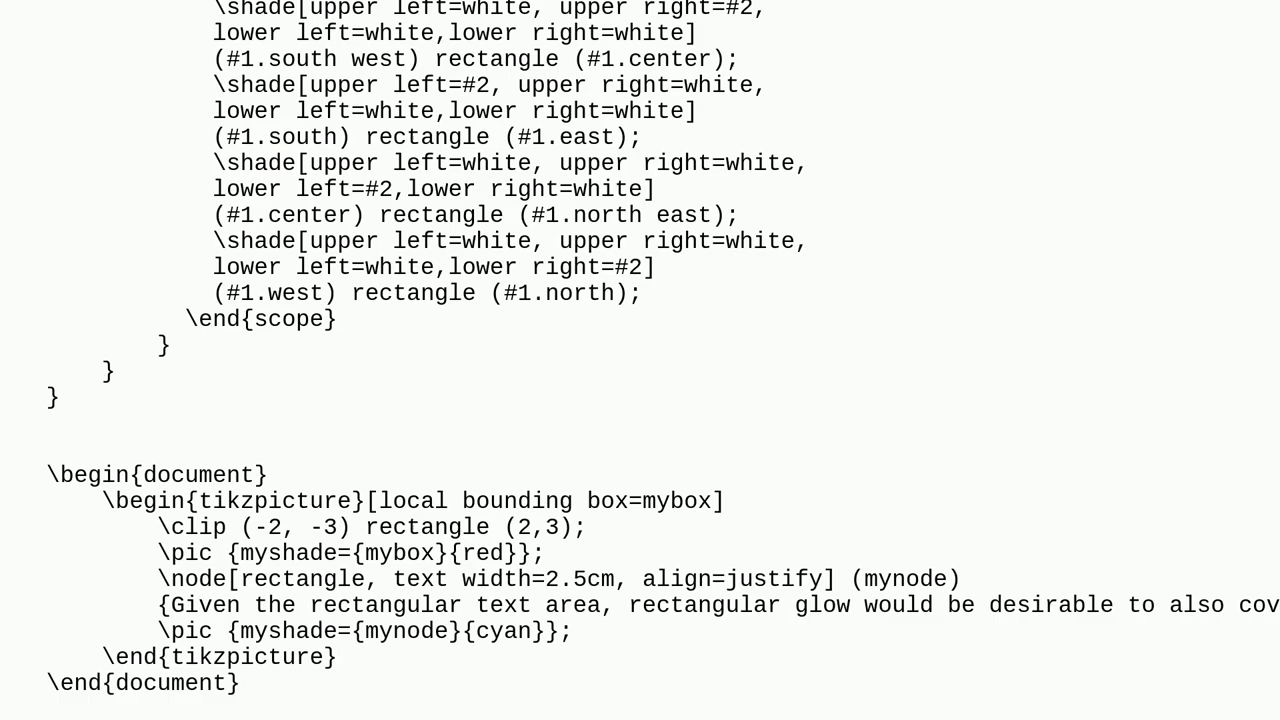 \shade[upper left=white, upper right=#2,
lower left=white,lower right=white]
(#1.south west) rectangle (#1.center);
\shade[upper left=#2, upper right=white,
lower left=white,lower right=white]
(#1.south) rectangle (#1.east);
\shade[upper left=white, upper right=white,
lower left=#2,lower right=white]
(#1.center) rectangle (#1.north east);
\shade[upper left=white, upper right=white,
lower left=white,lower right=#2]
(#1.west) rectangle (#1.north);
\end{scope}
}
}
}
\begin{document}
\begin{tikzpicture}[local bounding box=mybox]
\clip (-2, -3) rectangle (2,3);
\pic {myshade={mybox}{red}};
\node[rectangle, text width=2.5cm, align=justify] (mynode)
{Given the rectangular text area, rectangular glow would be desirable to also cov
\pic {myshade={mynode}{cyan}};
\end{tikzpicture}
\end{document}